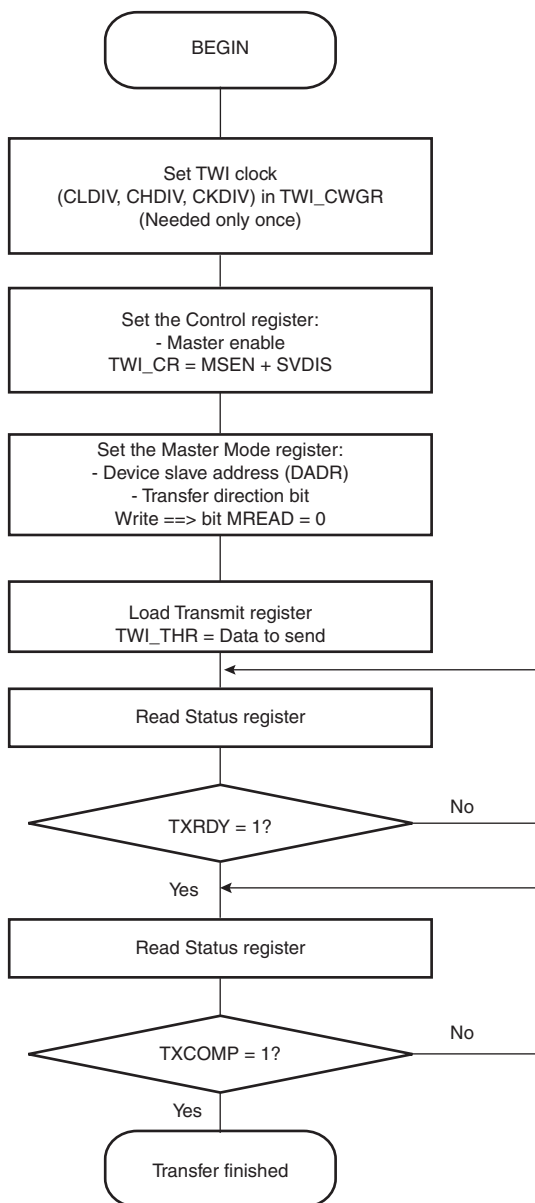 BEGIN
Set TWI clock
(CLDIV, CHDIV, CKDIV) in TWI_CWGR
(Needed only once)
Set the Control register:
- Master enable
TWI_CR = MSEN + SVDIS
Set the Master Mode register:
- Device slave address (DADR)
- Transfer direction bit
Write ==> bit MREAD = 0
Load Transmit register
TWI_THR = Data to send
Read Status register
TXRDY = 1?
No
Yes
Read Status register
TXCOMP = 1?
No
Yes
Transfer finished